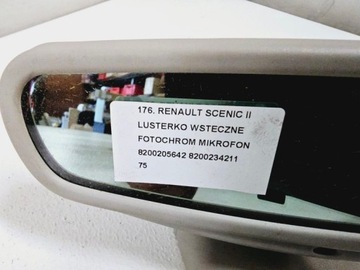 176. RENAULT SCENIC II
LUSTERKO WSTECZNE
FOTOCHROM MIKROFON
8200205642 8200234211
75